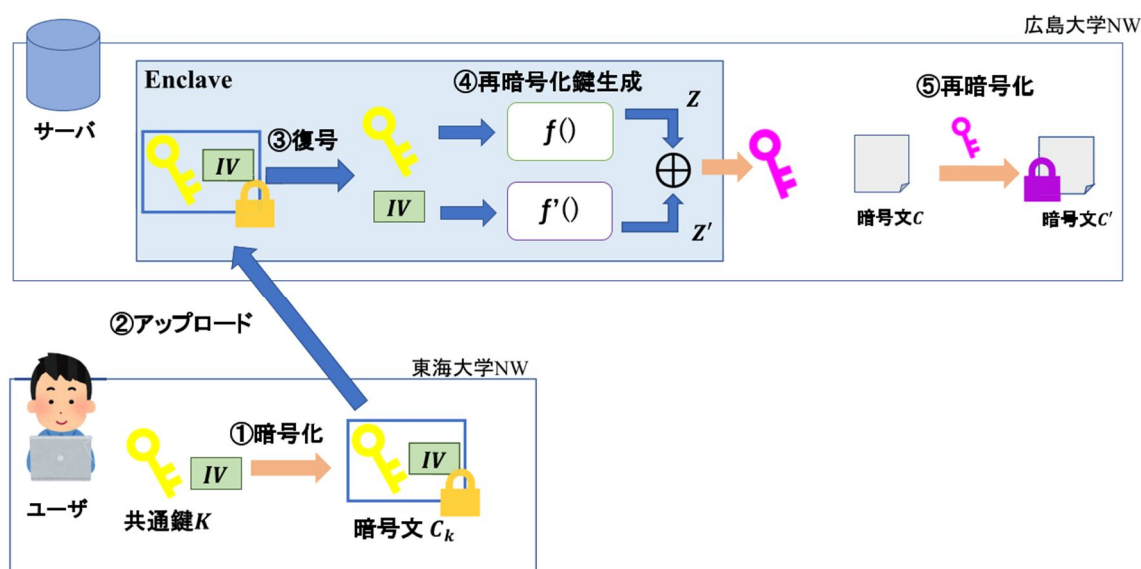 広島大学NW
サーバ
Enclave
④再暗号化鍵生成
Z
⑤再暗号化
③復号
f()
IV
IV
f'()
Z'
暗号文C
暗号文C'
②アップロード
東海大学NW
①暗号化
IV
IV
ユーザ
共通鍵K
暗号文 Cₖ